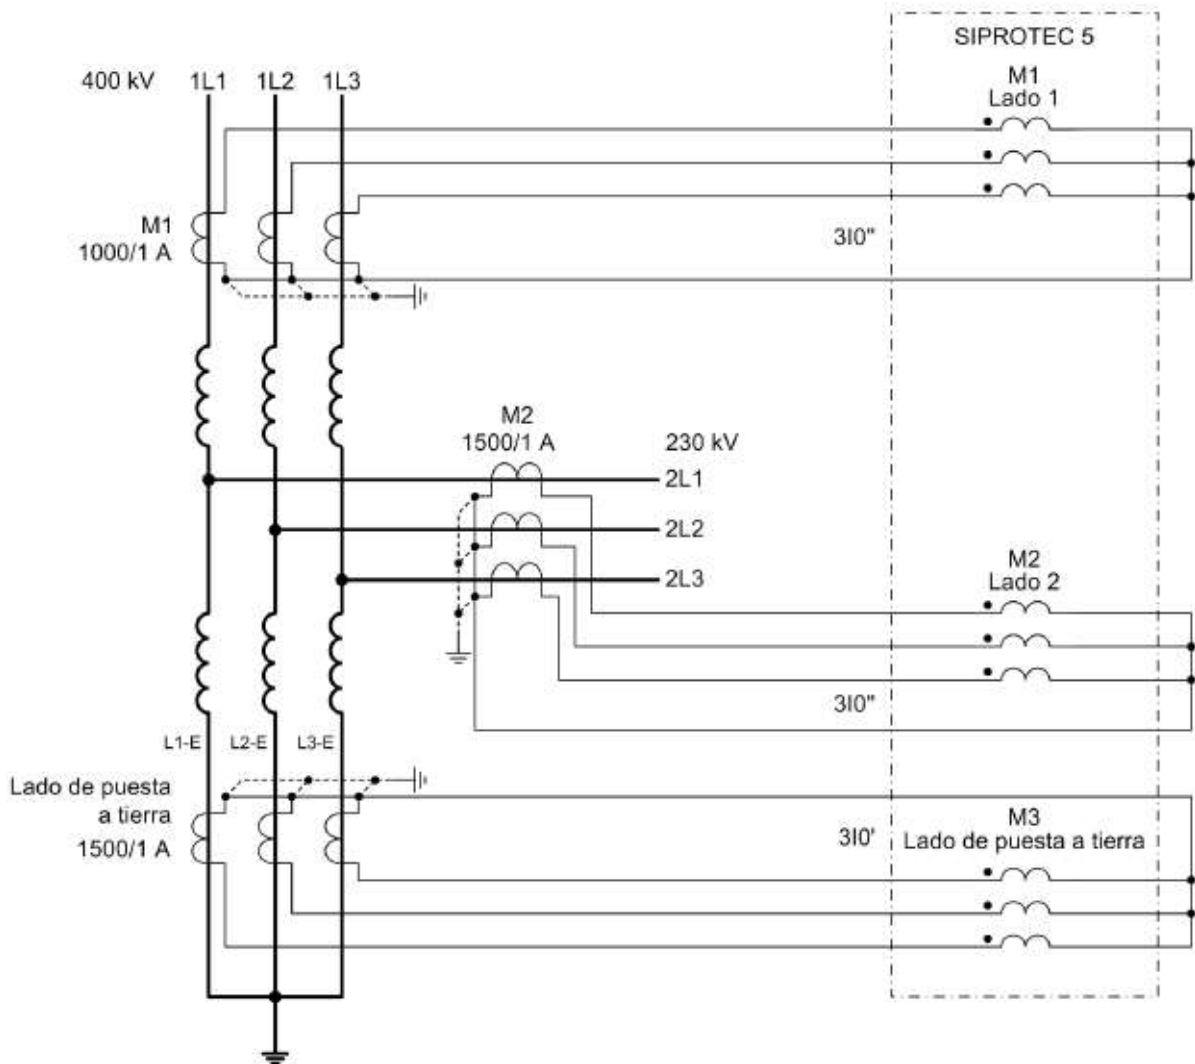 SIPROTEC 5
400 kV 1L1 1L2 1L3
M1
Lado 1
M1
1000/1 A
3I0"
M2
1500/1 A
230 kV
2L1
2L2
2L3
M2
Lado 2
3I0"
L1-E L2-E L3-E
Lado de puesta
a tierra
1500/1 A
3I0'
M3
Lado de puesta a tierra